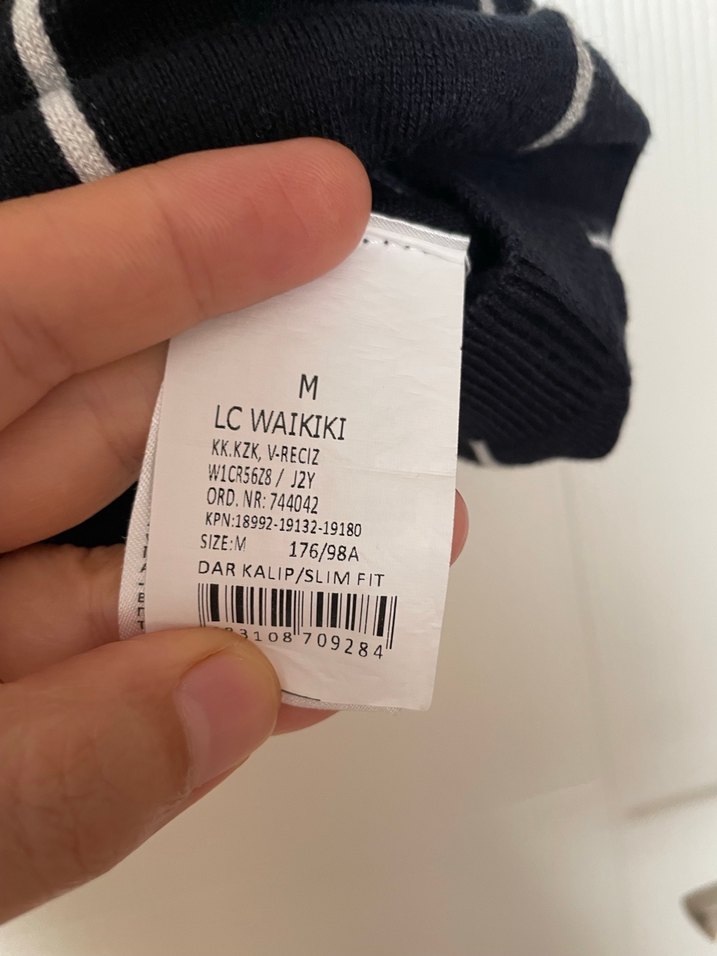 M
LC WAIKIKI
KK.KZK, V-RECIZ
W1CR56Z8 / J2Y
ORD. NR: 744042
KPN:18992-19132-19180
SIZE:M 176/98A
DAR KALIP/SLIM FIT
3108 709284